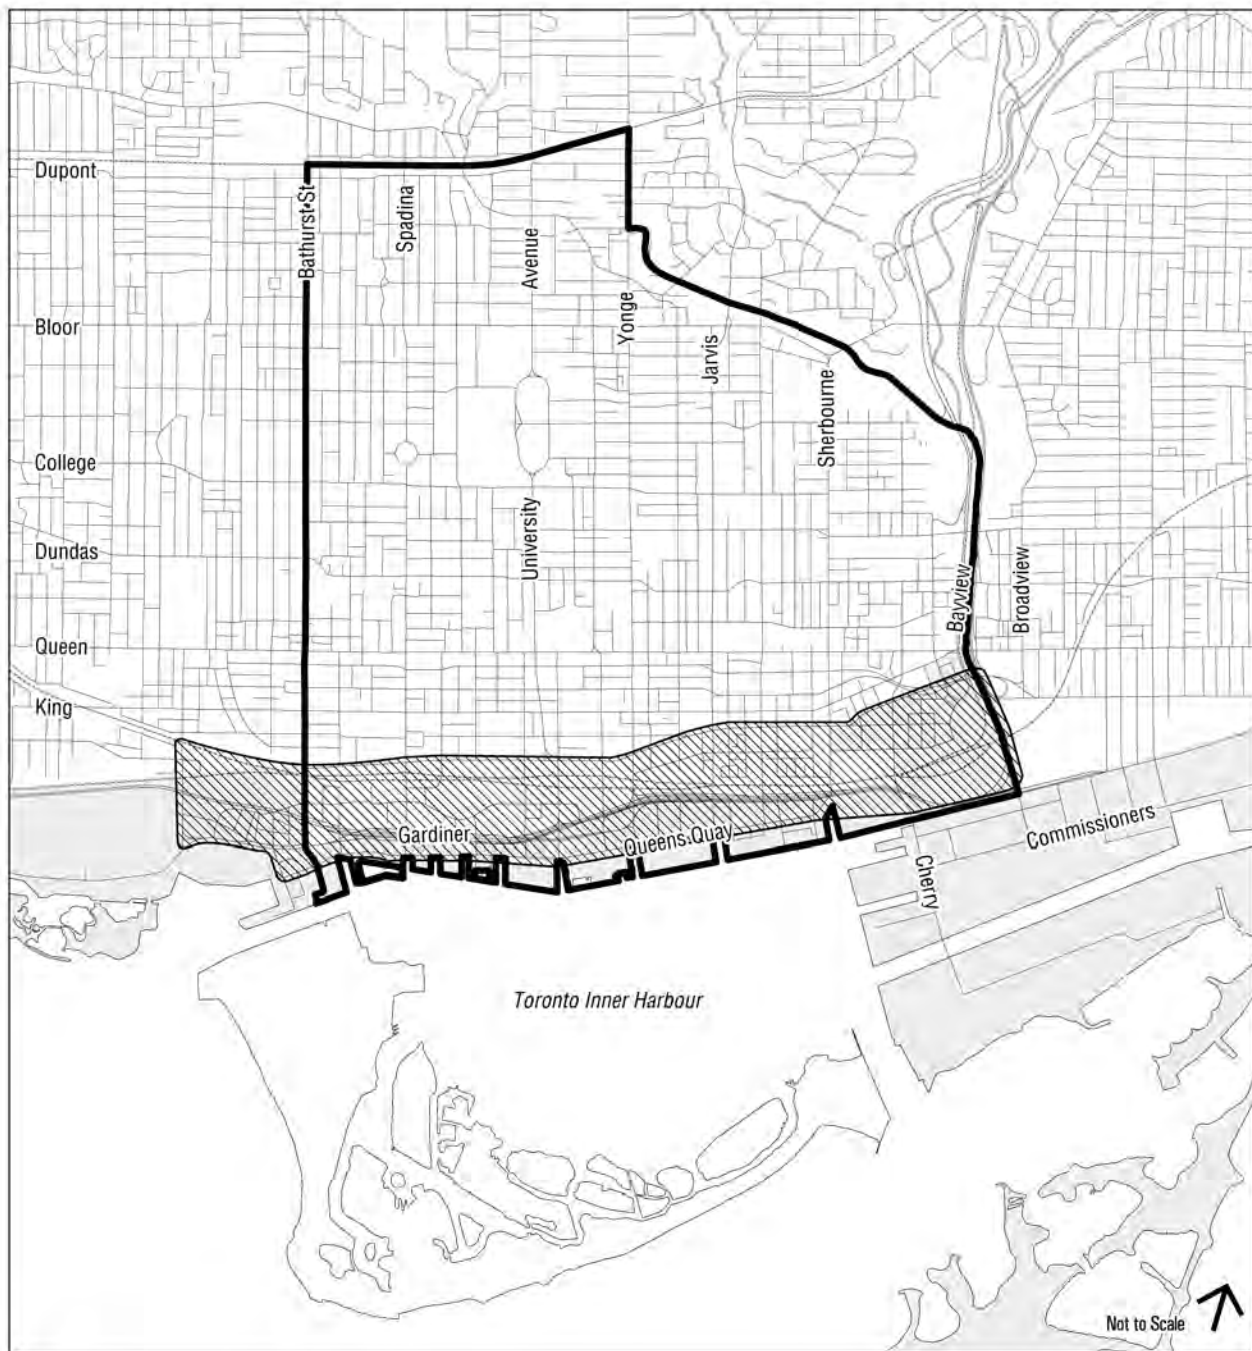 Dupont
Bathurst St
Spadina
Avenue
Yonge
Bloor
Jarvis
Sherbourne
College
University
Dundas
Bayview
Broadview
Queen
King
Gardiner
Queens Quay
Commissioners
Cherry
Toronto Inner Harbour
Not to Scale